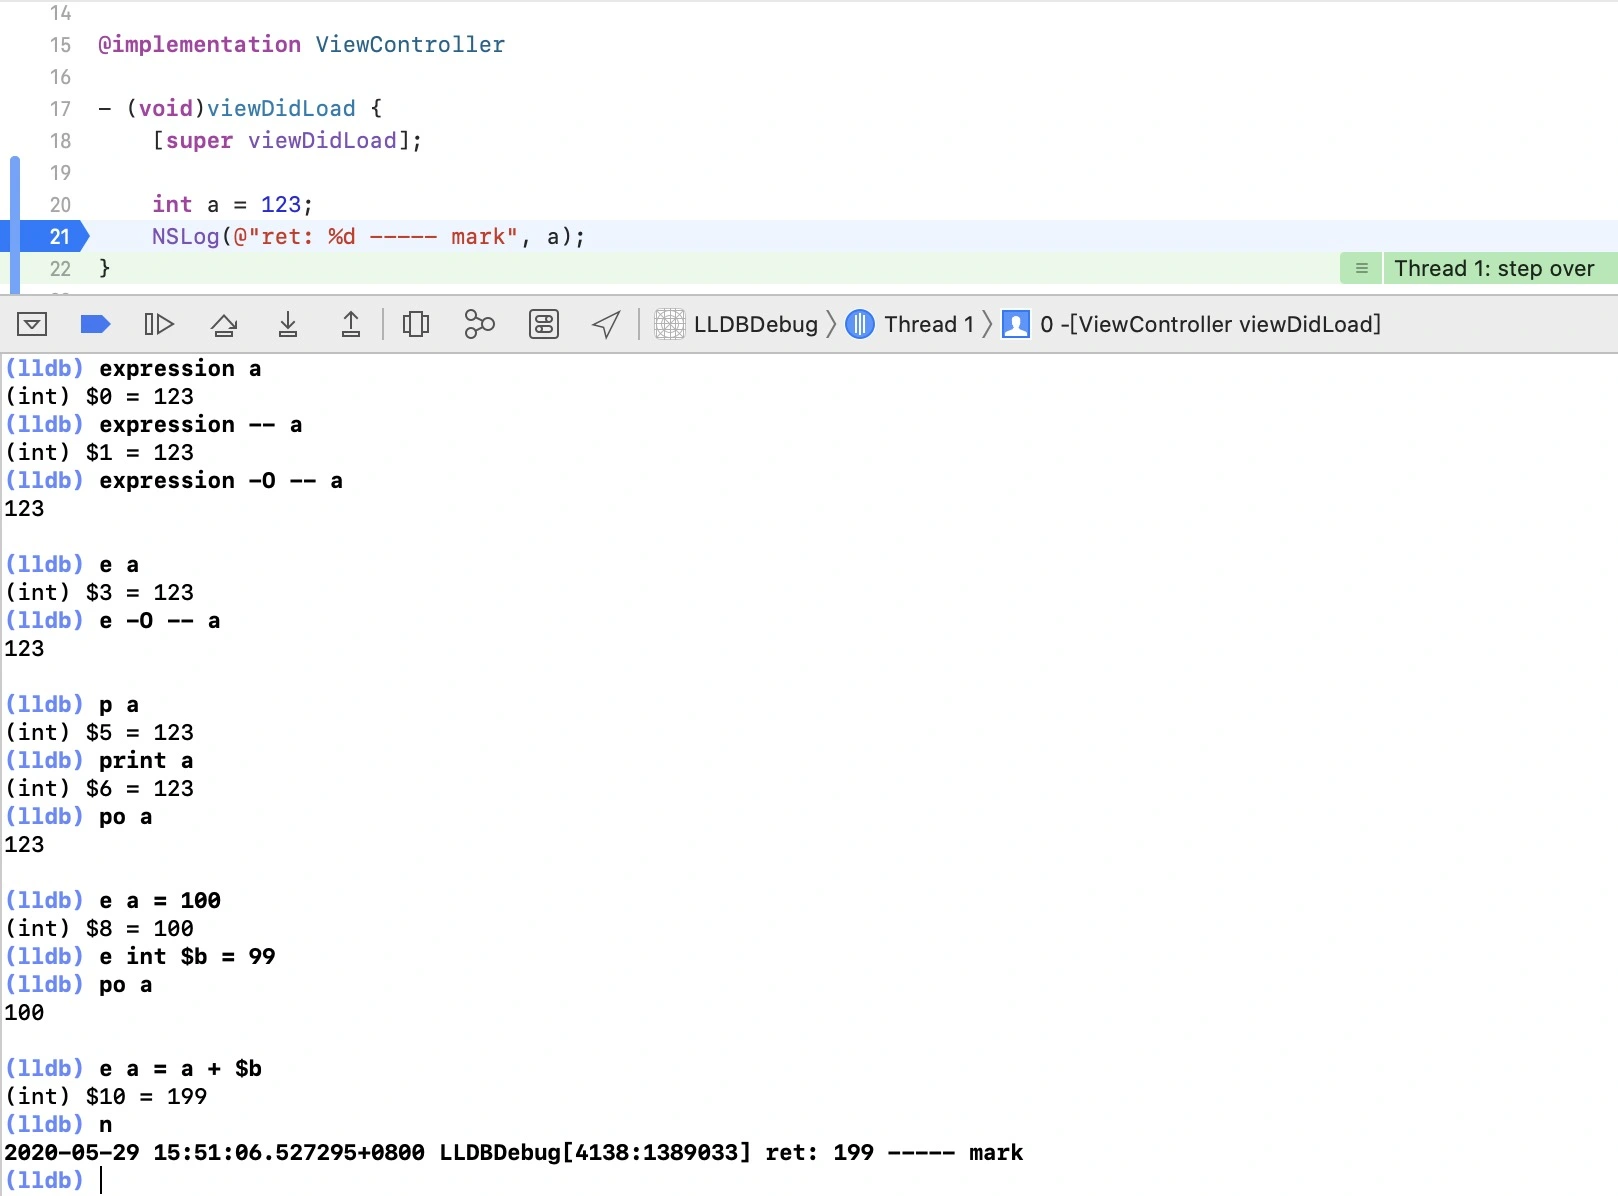 14
15 @implementation ViewController
16
17 - (void)viewDidLoad {
18 [super viewDidLoad];
19
20 int a = 123;
21 NSLog(@"ret: %d ----- mark", a);
22 } Thread 1: step over
LLDBDebug Thread 1 0 -[ViewController viewDidLoad]
(lldb) expression a
(int) $0 = 123
(lldb) expression -- a
(int) $1 = 123
(lldb) expression -O -- a
123
(lldb) e a
(int) $3 = 123
(lldb) e -O -- a
123
(lldb) p a
(int) $5 = 123
(lldb) print a
(int) $6 = 123
(lldb) po a
123
(lldb) e a = 100
(int) $8 = 100
(lldb) e int $b = 99
(lldb) po a
100
(lldb) e a = a + $b
(int) $10 = 199
(lldb) n
2020-05-29 15:51:06.527295+0800 LLDBDebug[4138:1389033] ret: 199 ----- mark
(lldb)